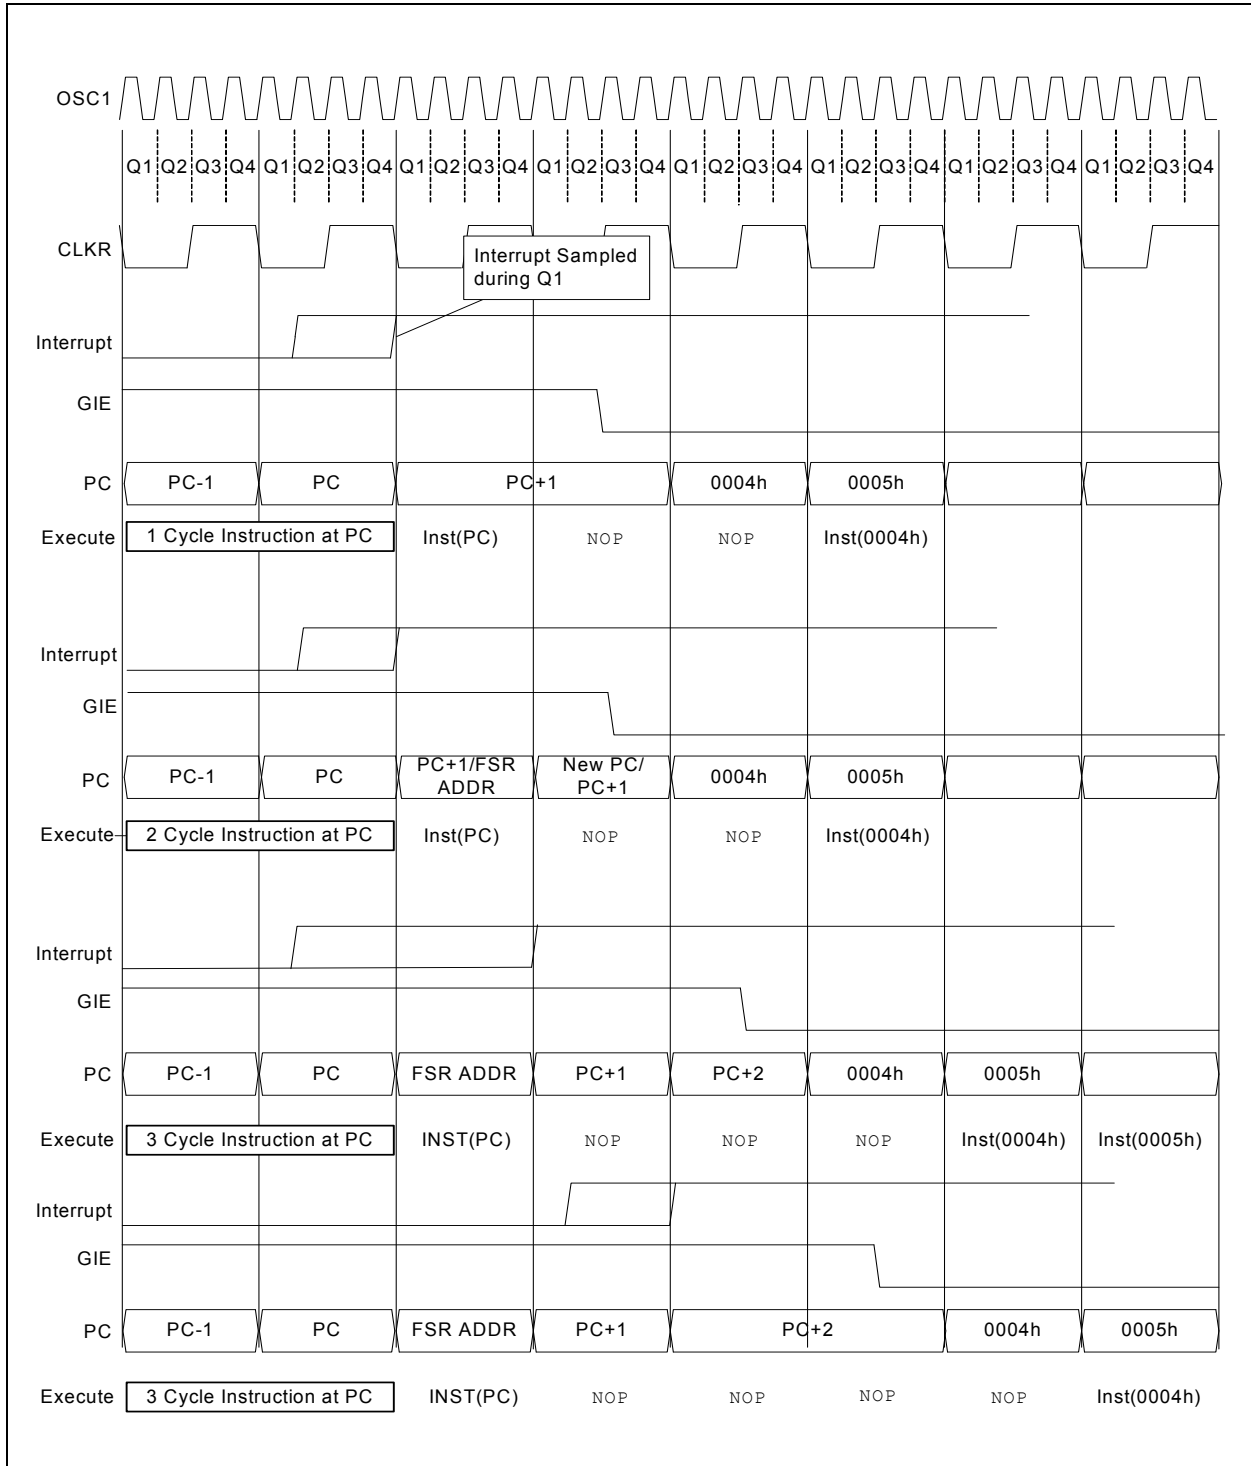 OSC1
Q1 Q2 Q3 Q4 Q1 Q2 Q3 Q4 Q1 Q2 Q3 Q4 Q1 Q2 Q3 Q4 Q1 Q2 Q3 Q4 Q1 Q2 Q3 Q4 Q1 Q2 Q3 Q4 Q1 Q2 Q3 Q4
CLKR
Interrupt Sampled
during Q1
Interrupt
GIE
PC PC-1 PC PC+1 0004h 0005h
Execute 1 Cycle Instruction at PC Inst(PC) NOP NOP Inst(0004h)
Interrupt
GIE
PC PC-1 PC PC+1/FSR ADDR New PC/ PC+1 0004h 0005h
Execute 2 Cycle Instruction at PC Inst(PC) NOP NOP Inst(0004h)
Interrupt
GIE
PC PC-1 PC FSR ADDR PC+1 PC+2 0004h 0005h
Execute 3 Cycle Instruction at PC INST(PC) NOP NOP NOP Inst(0004h) Inst(0005h)
Interrupt
GIE
PC PC-1 PC FSR ADDR PC+1 PC+2 0004h 0005h
Execute 3 Cycle Instruction at PC INST(PC) NOP NOP NOP NOP Inst(0004h)